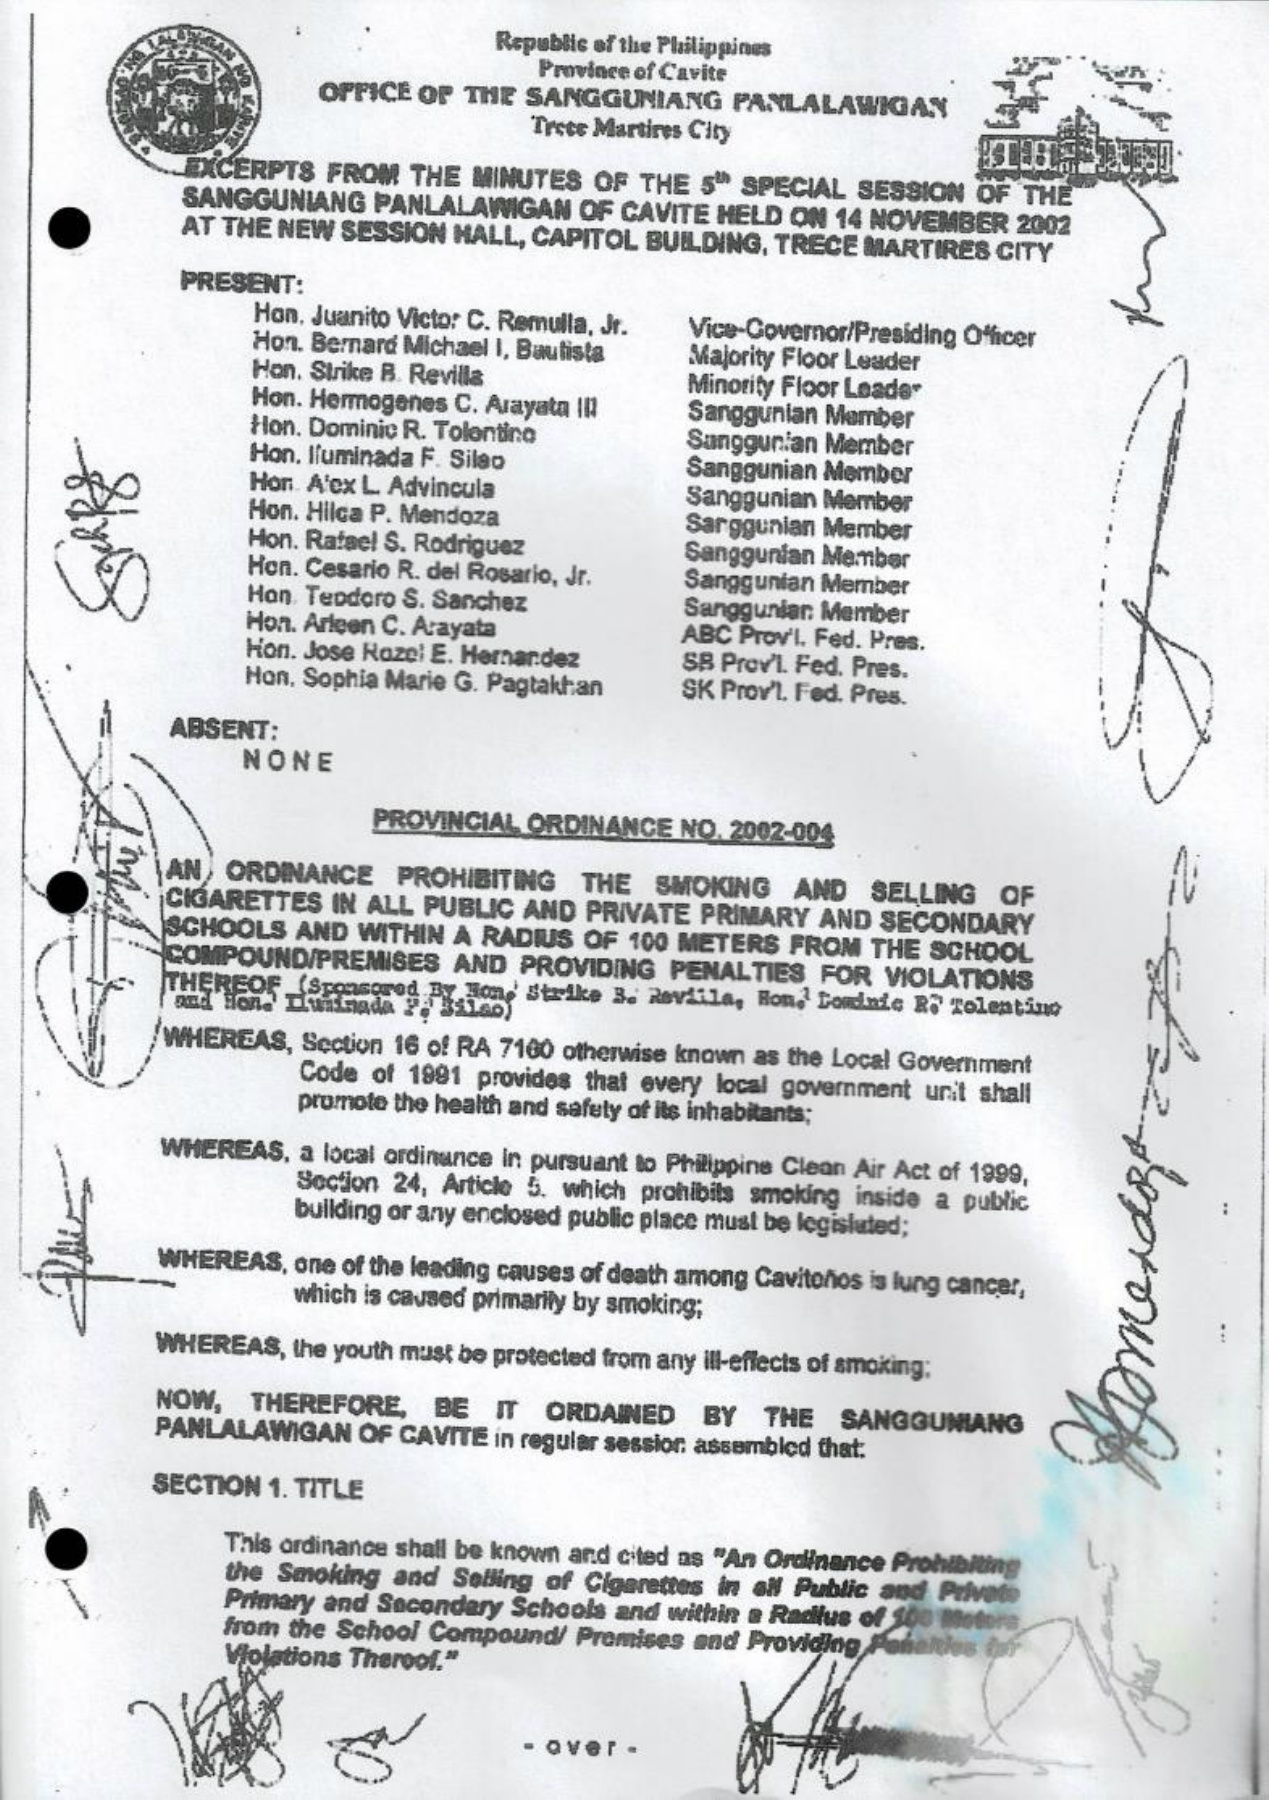 Republic of the Philippines
Province of Cavite
OFFICE OF THE SANGGUNIANG PANLALAWIGAN
Trece Martires City
EXCERPTS FROM THE MINUTES OF THE 5th SPECIAL SESSION OF THE
SANGGUNIANG PANLALAWIGAN OF CAVITE HELD ON 14 NOVEMBER 2002
AT THE NEW SESSION HALL, CAPITOL BUILDING, TRECE MARTIRES CITY
PRESENT:
Hon. Juanito Victor C. Remulla, Jr. Vice-Governor/Presiding Officer
Hon. Bernard Michael I. Bautista Majority Floor Leader
Hon. Strike B. Revilla Minority Floor Leader
Hon. Hermogenes C. Arayata III Sanggunian Member
Hon. Dominic R. Tolentino Sanggunian Member
Hon. Iluminada F. Silao Sanggunian Member
Hon. Alex L. Advincula Sanggunian Member
Hon. Hilca P. Mendoza Sanggunian Member
Hon. Rafael S. Rodriguez Sanggunian Member
Hon. Cesario R. del Rosario, Jr. Sanggunian Member
Hon. Teodoro S. Sanchez Sanggunian Member
Hon. Arleen C. Arayata ABC Prov'l. Fed. Pres.
Hon. Jose Rozel E. Hernandez SB Prov'l. Fed. Pres.
Hon. Sophia Marie G. Pagtakhan SK Prov'l. Fed. Pres.
ABSENT:
NONE
PROVINCIAL ORDINANCE NO. 2002-004
AN ORDINANCE PROHIBITING THE SMOKING AND SELLING OF
CIGARETTES IN ALL PUBLIC AND PRIVATE PRIMARY AND SECONDARY
SCHOOLS AND WITHIN A RADIUS OF 100 METERS FROM THE SCHOOL
COMPOUND/PREMISES AND PROVIDING PENALTIES FOR VIOLATIONS
THEREOF (Sponsored By Hon. Strike B. Revilla, Hon. Dominic R. Tolentino
and Hon. Iluminada F. Silao)
WHEREAS, Section 16 of RA 7160 otherwise known as the Local Government
Code of 1991 provides that every local government unit shall
promote the health and safety of its inhabitants;
WHEREAS, a local ordinance in pursuant to Philippine Clean Air Act of 1999,
Section 24, Article 5. which prohibits smoking inside a public
building or any enclosed public place must be legislated;
WHEREAS, one of the leading causes of death among Caviteños is lung cancer,
which is caused primarily by smoking;
WHEREAS, the youth must be protected from any ill-effects of smoking;
NOW, THEREFORE, BE IT ORDAINED BY THE SANGGUNIANG
PANLALAWIGAN OF CAVITE in regular session assembled that:
SECTION 1. TITLE
This ordinance shall be known and cited as "An Ordinance Prohibiting
the Smoking and Selling of Cigarettes in all Public and Private
Primary and Secondary Schools and within a Radius of 100 Meters
from the School Compound/ Premises and Providing Penalties for
Violations Thereof."
- over -